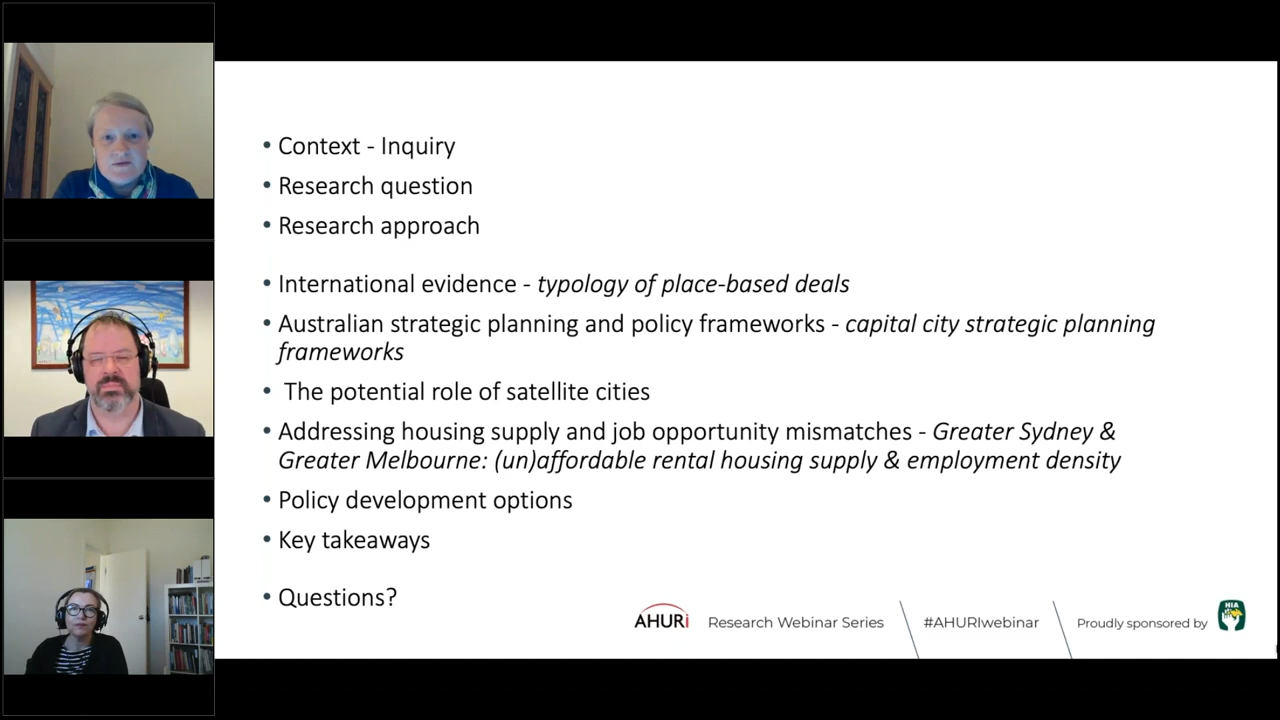 • Context - Inquiry
• Research question
• Research approach
• International evidence - typology of place-based deals
• Australian strategic planning and policy frameworks - capital city strategic planning
frameworks
• The potential role of satellite cities
• Addressing housing supply and job opportunity mismatches - Greater Sydney &
Greater Melbourne: (un)affordable rental housing supply & employment density
• Policy development options
• Key takeaways
• Questions?
AHURi Research Webinar Series #AHURIwebinar Proudly sponsored by HIA